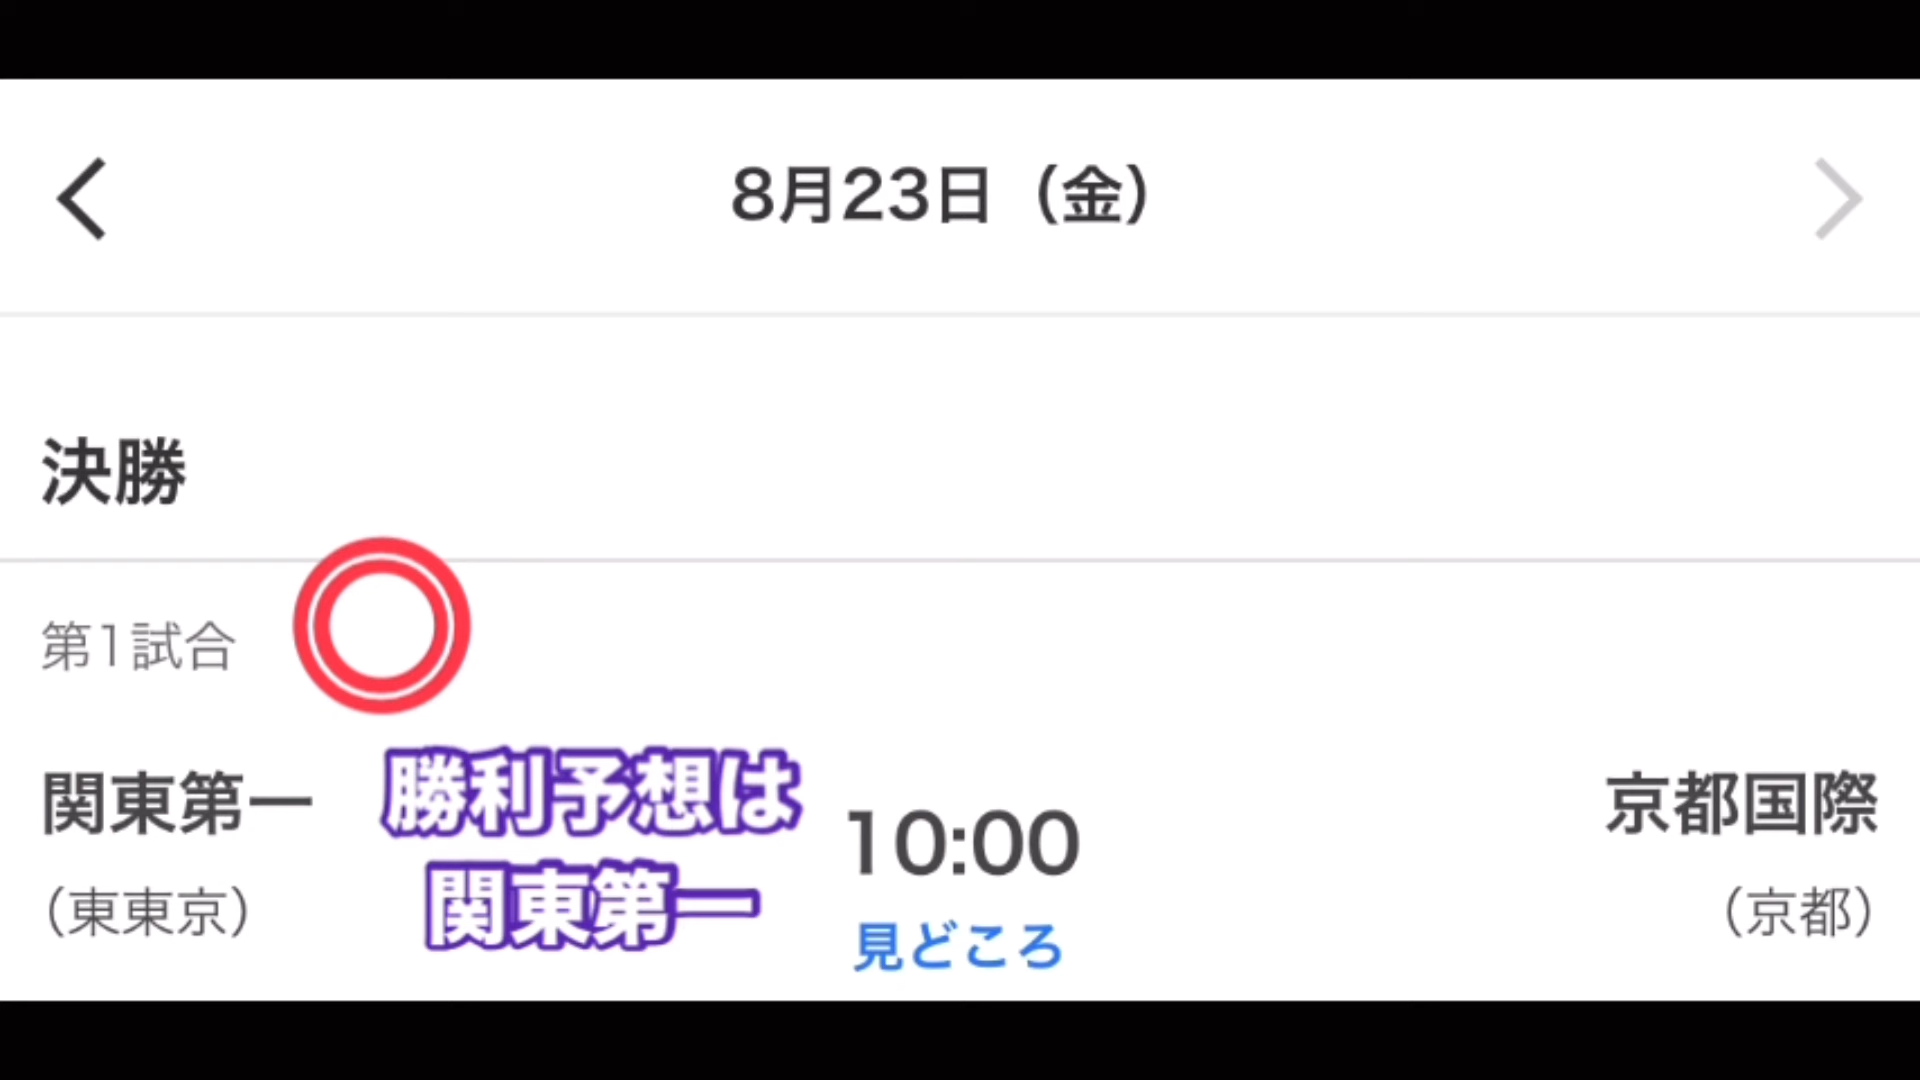 8月23日（金）
決勝
第1試合
関東第一
（東東京）
勝利予想は
関東第一
10:00
見どころ
京都国際
（京都）